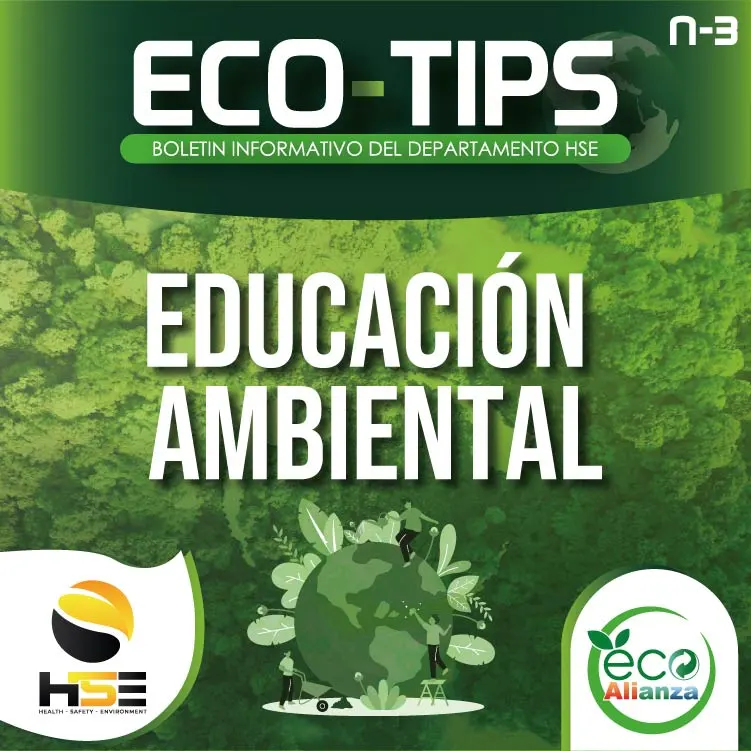 N-3
ECO-TIPS
BOLETIN INFORMATIVO DEL DEPARTAMENTO HSE
EDUCACIÓN
AMBIENTAL
HSE
HEALTH - SAFETY - ENVIRONMENT
eco
Alianza